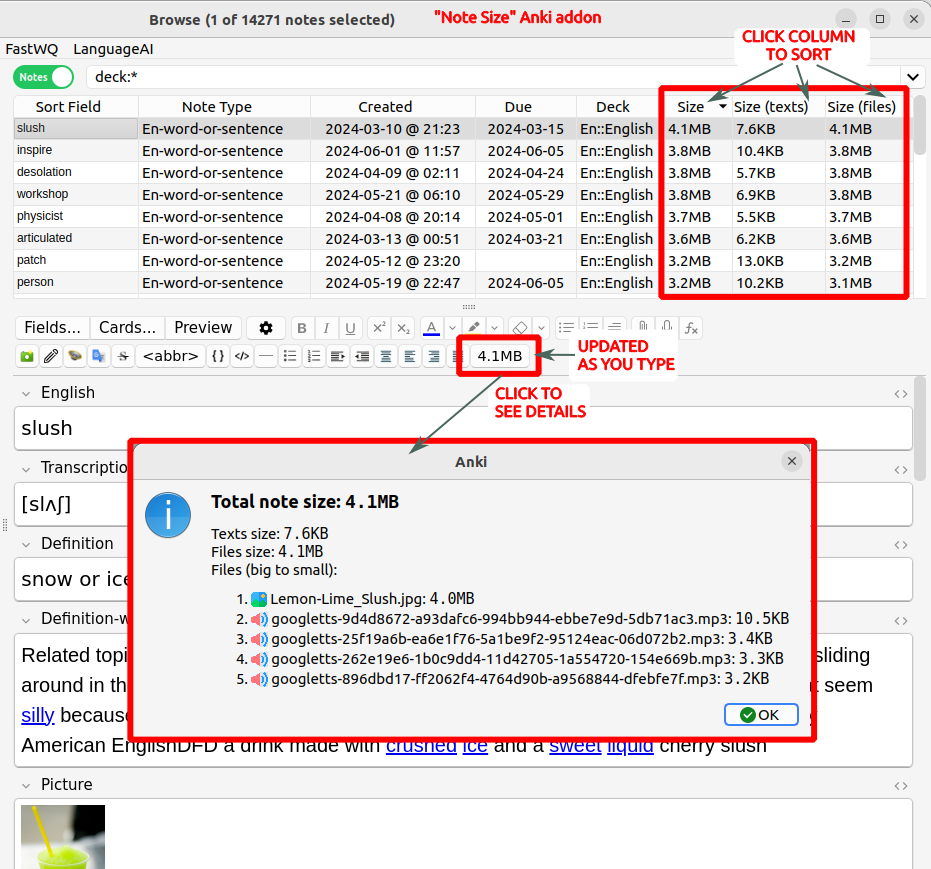 Browse (1 of 14271 notes selected)
"Note Size" Anki addon
FastWQ LanguageAI
CLICK COLUMN
TO SORT
Notes deck:*
Sort Field Note Type Created Due Deck Size Size (texts) Size (files)
slush En-word-or-sentence 2024-03-10 @ 21:23 2024-03-15 En::English 4.1MB 7.6KB 4.1MB
inspire En-word-or-sentence 2024-06-01 @ 11:57 2024-06-05 En::English 3.8MB 10.4KB 3.8MB
desolation En-word-or-sentence 2024-04-09 @ 02:11 2024-04-24 En::English 3.8MB 5.7KB 3.8MB
workshop En-word-or-sentence 2024-05-21 @ 06:10 2024-05-29 En::English 3.8MB 6.9KB 3.8MB
physicist En-word-or-sentence 2024-04-08 @ 20:14 2024-05-01 En::English 3.7MB 5.5KB 3.7MB
articulated En-word-or-sentence 2024-03-13 @ 00:51 2024-03-21 En::English 3.6MB 6.2KB 3.6MB
patch En-word-or-sentence 2024-05-12 @ 23:20 En::English 3.2MB 13.0KB 3.2MB
person En-word-or-sentence 2024-05-19 @ 22:47 2024-06-05 En::English 3.2MB 10.2KB 3.1MB
Fields... Cards... Preview B I U x² x₂ A fx
S <abbr> {} </> 4.1MB
UPDATED
AS YOU TYPE
CLICK TO
SEE DETAILS
English <>
slush
Transcriptio <>
[slʌʃ]
Definition <>
snow or ice
Definition-w <>
Related topi sliding
around in th t seem
silly because
American EnglishDFD a drink made with crushed ice and a sweet liquid cherry slush
Picture <>
Anki
Total note size: 4.1MB
Texts size: 7.6KB
Files size: 4.1MB
Files (big to small):
1. Lemon-Lime_Slush.jpg: 4.0MB
2. googletts-9d4d8672-a93dafc6-994bb944-ebbe7e9d-5db71ac3.mp3: 10.5KB
3. googletts-25f19a6b-ea6e1f76-5a1be9f2-95124eac-06d072b2.mp3: 3.4KB
4. googletts-262e19e6-1b0c9dd4-11d42705-1a554720-154e669b.mp3: 3.3KB
5. googletts-896dbd17-ff2062f4-4764d90b-a9568844-dfebfe7f.mp3: 3.2KB
OK